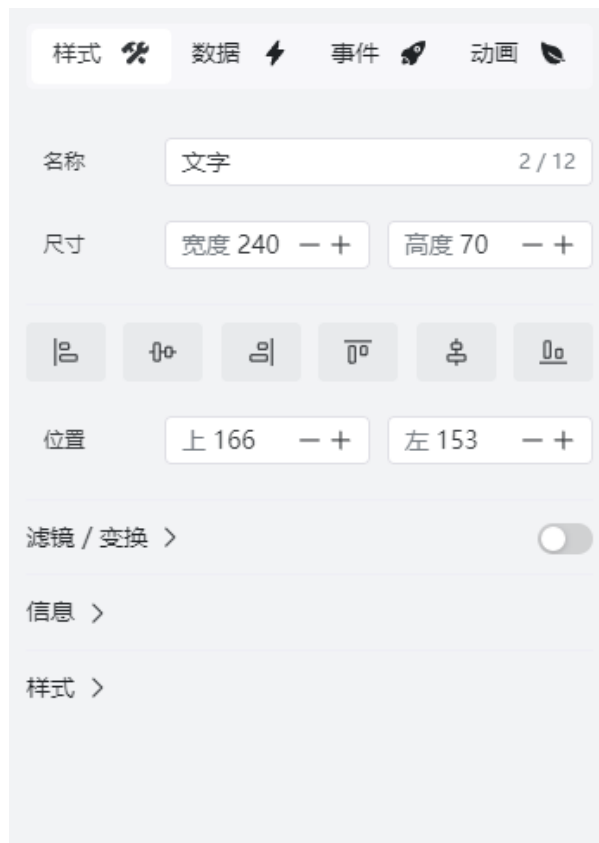 样式 数据 事件 动画
名称 文字 2 / 12
尺寸 宽度 240 高度 70
位置 上 166 左 153
滤镜 / 变换
信息
样式